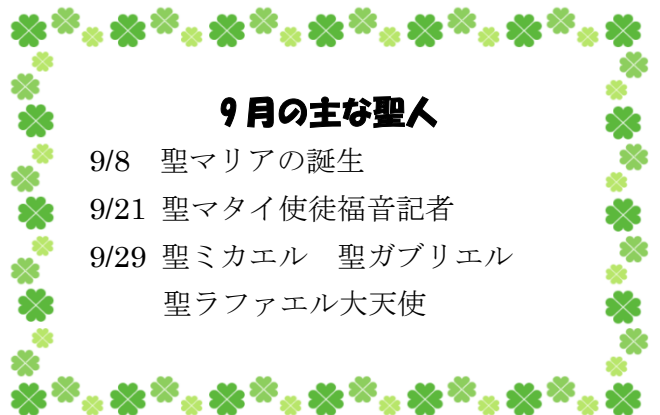 9月の主な聖人
9/8　聖マリアの誕生
9/21 聖マタイ使徒福音記者
9/29 聖ミカエル　聖ガブリエル
聖ラファエル大天使